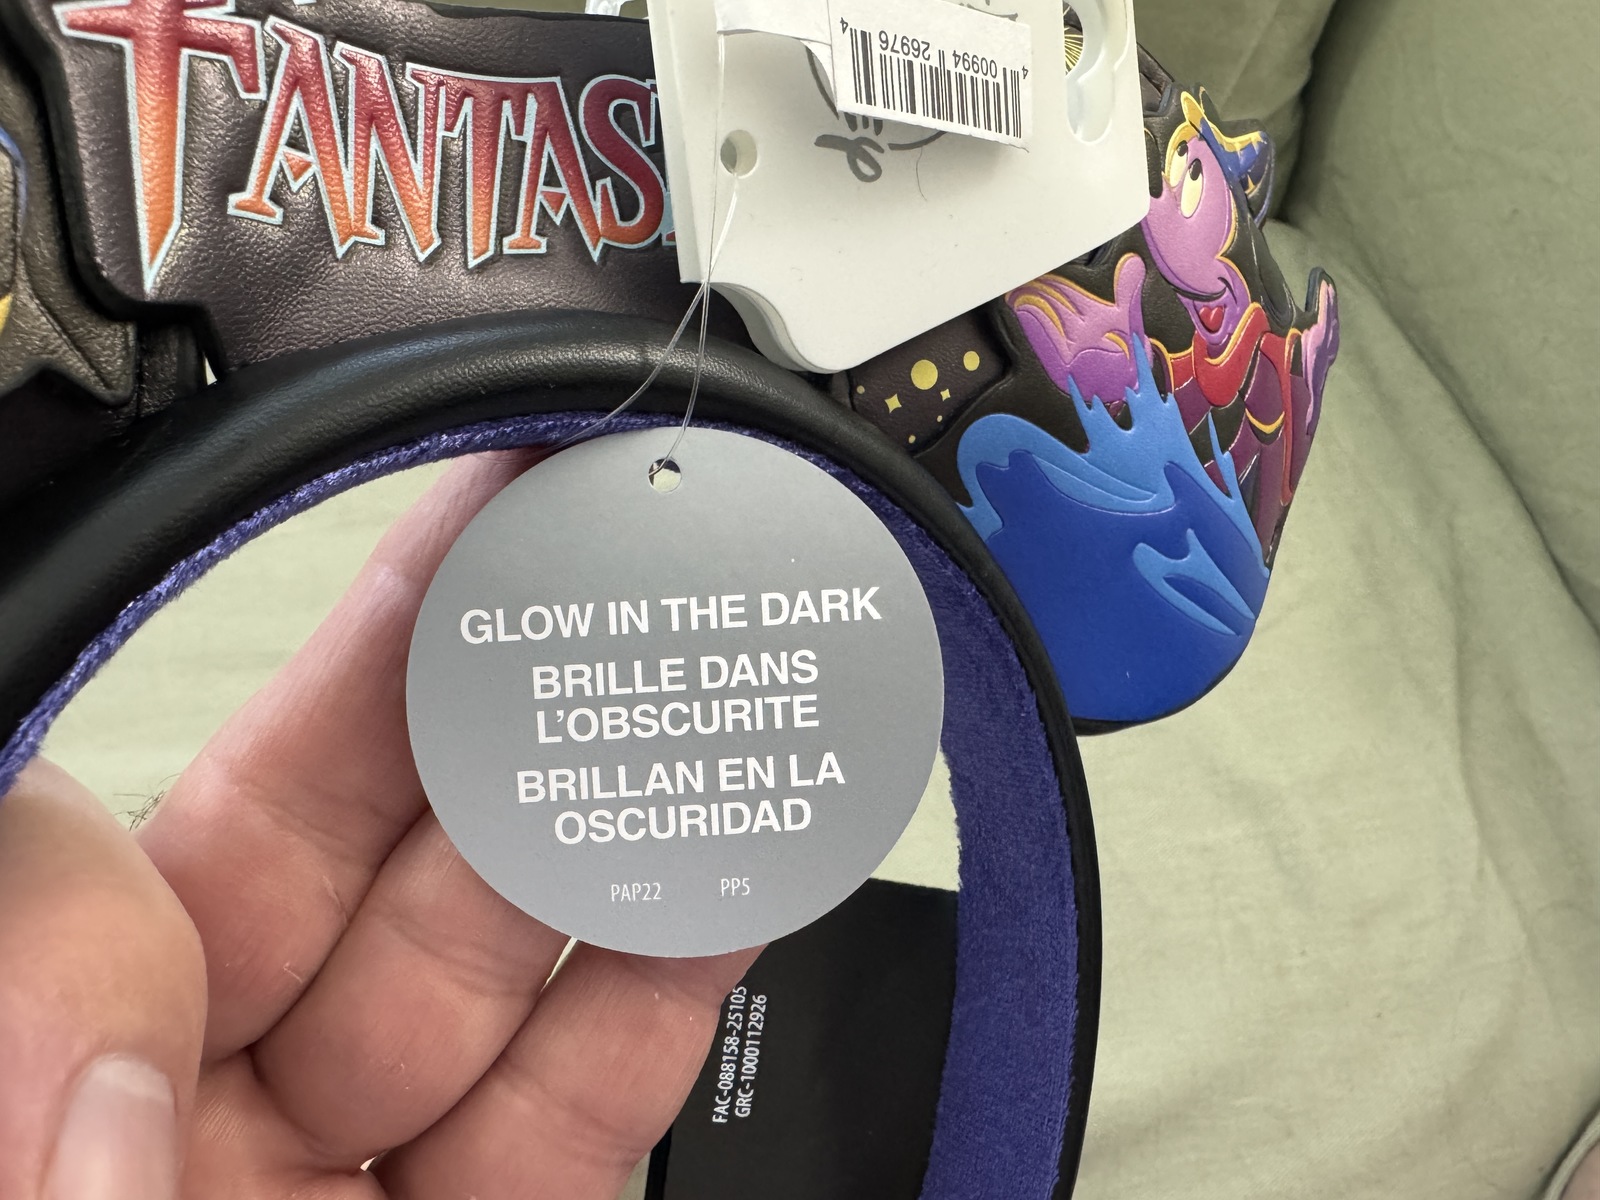 FANTAS
4 00994 26976 4
GLOW IN THE DARK
BRILLE DANS
L'OBSCURITE
BRILLAN EN LA
OSCURIDAD
PAP22 PP5
FAC-088158-25105
GRC-1000112926